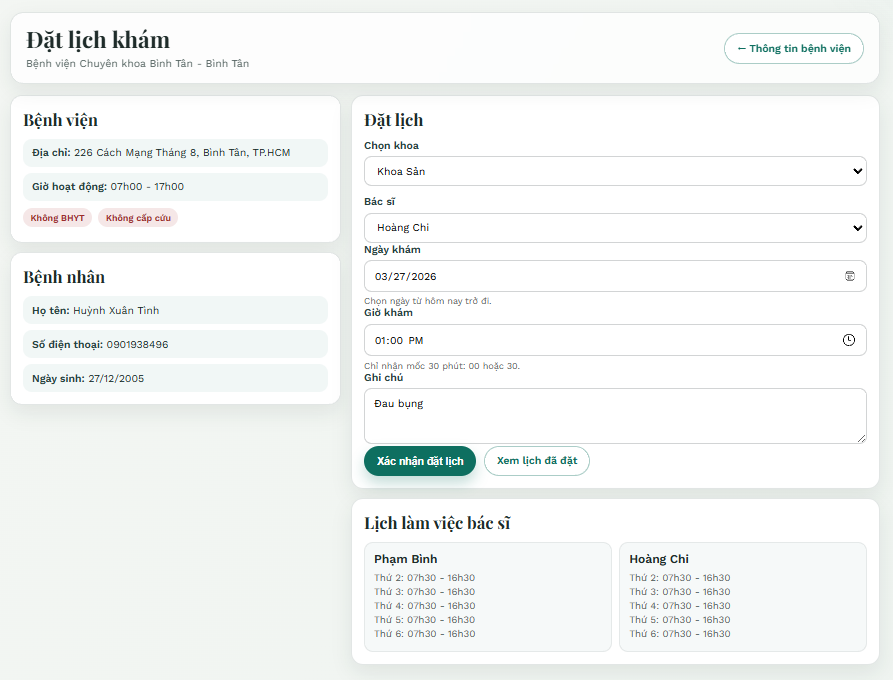 Đặt lịch khám
Bệnh viện Chuyên khoa Bình Tân - Bình Tân
← Thông tin bệnh viện
Bệnh viện
Địa chỉ: 226 Cách Mạng Tháng 8, Bình Tân, TP.HCM
Giờ hoạt động: 07h00 - 17h00
Không BHYT
Không cấp cứu
Bệnh nhân
Họ tên: Huỳnh Xuân Tình
Số điện thoại: 0901938496
Ngày sinh: 27/12/2005
Đặt lịch
Chọn khoa
Khoa Sản
Bác sĩ
Hoàng Chi
Ngày khám
03/27/2026
Chọn ngày từ hôm nay trở đi.
Giờ khám
01:00 PM
Chỉ nhận mốc 30 phút: 00 hoặc 30.
Ghi chú
Đau bụng
Xác nhận đặt lịch
Xem lịch đã đặt
Lịch làm việc bác sĩ
Phạm Bình
Thứ 2: 07h30 - 16h30
Thứ 3: 07h30 - 16h30
Thứ 4: 07h30 - 16h30
Thứ 5: 07h30 - 16h30
Thứ 6: 07h30 - 16h30
Hoàng Chi
Thứ 2: 07h30 - 16h30
Thứ 3: 07h30 - 16h30
Thứ 4: 07h30 - 16h30
Thứ 5: 07h30 - 16h30
Thứ 6: 07h30 - 16h30